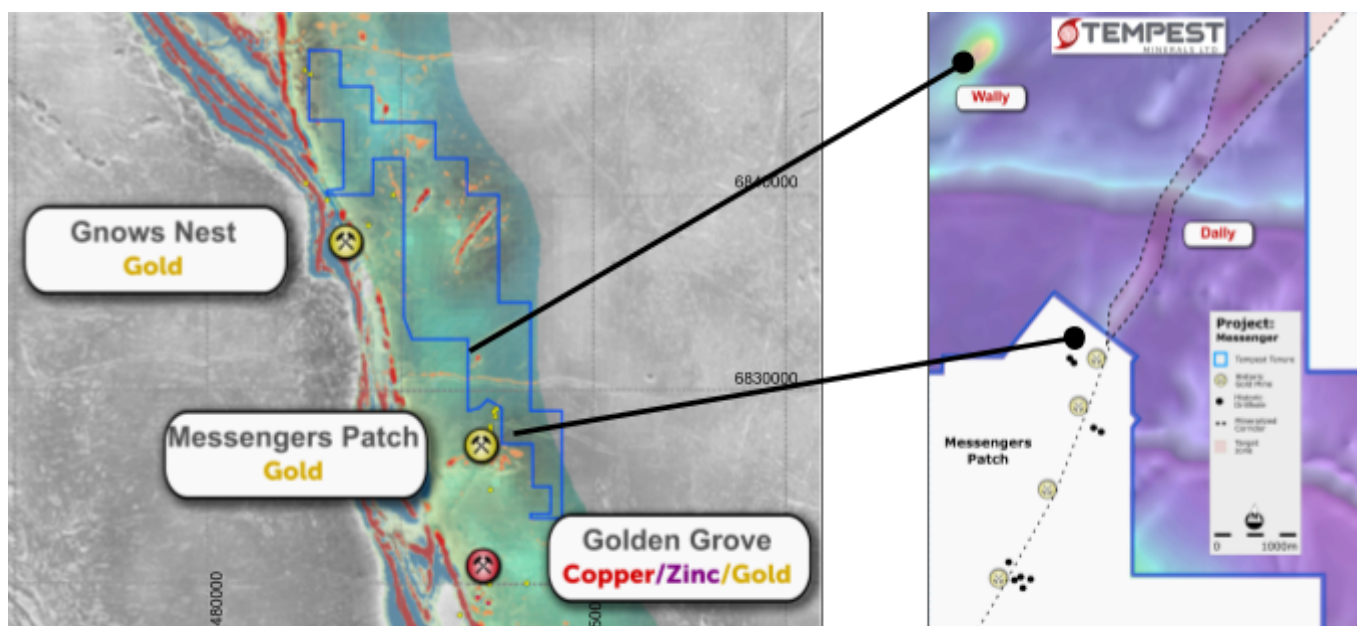 Gnows Nest
Gold
Messengers Patch
Gold
Golden Grove
Copper/Zinc/Gold
6840000
6830000
480000
TEMPEST
MINERALS LTD
Wally
Dally
Messengers
Patch
Project:
Messenger
Tempest Tenure
Historic
Gold Mine
Historic
Drillhole
Mineralised
Corridor
Target
Zone
0 1000m